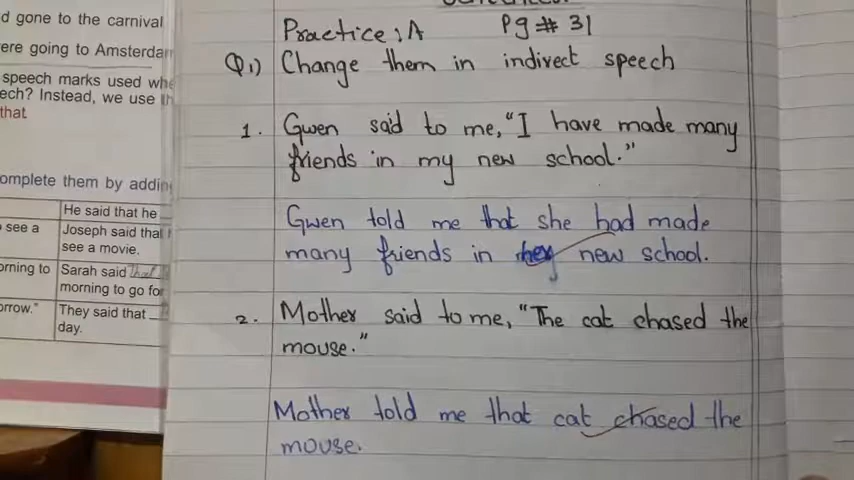 d gone to the carnival
ere going to Amsterda
speech marks used whe
ech? Instead, we use th
that
omplete them by addin
He said that he
see a
Joseph said that
see a movie.
orning to
Sarah said that
morning to go fo
orrow."
They said that
day.
Practice: A Pg # 31
Q1) Change them in indirect speech
1. Gwen said to me, "I have made many
friends in my new school."
Gwen told me that she had made
many friends in her new school.
2. Mother said to me, "The cat chased the
mouse."
Mother told me that cat chased the
mouse.